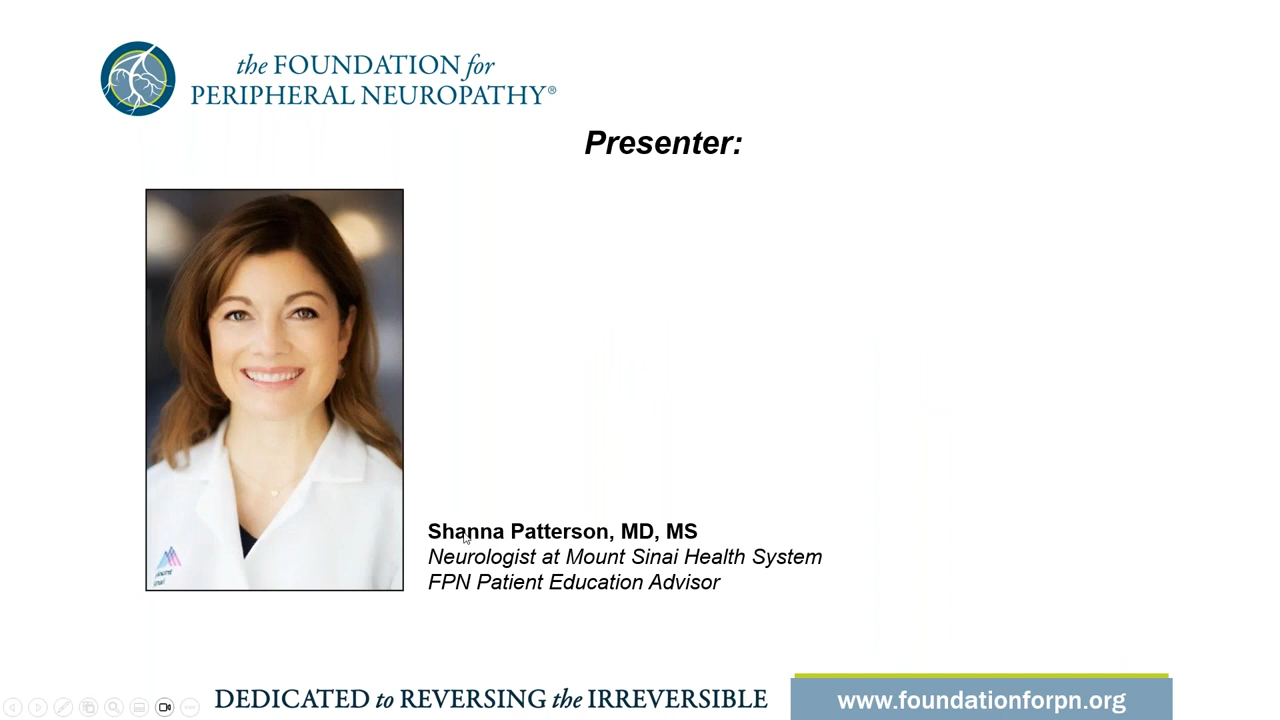 the FOUNDATION for
PERIPHERAL NEUROPATHY®
Presenter:
Shanna Patterson, MD, MS
Neurologist at Mount Sinai Health System
FPN Patient Education Advisor
DEDICATED to REVERSING the IRREVERSIBLE
www.foundationforpn.org